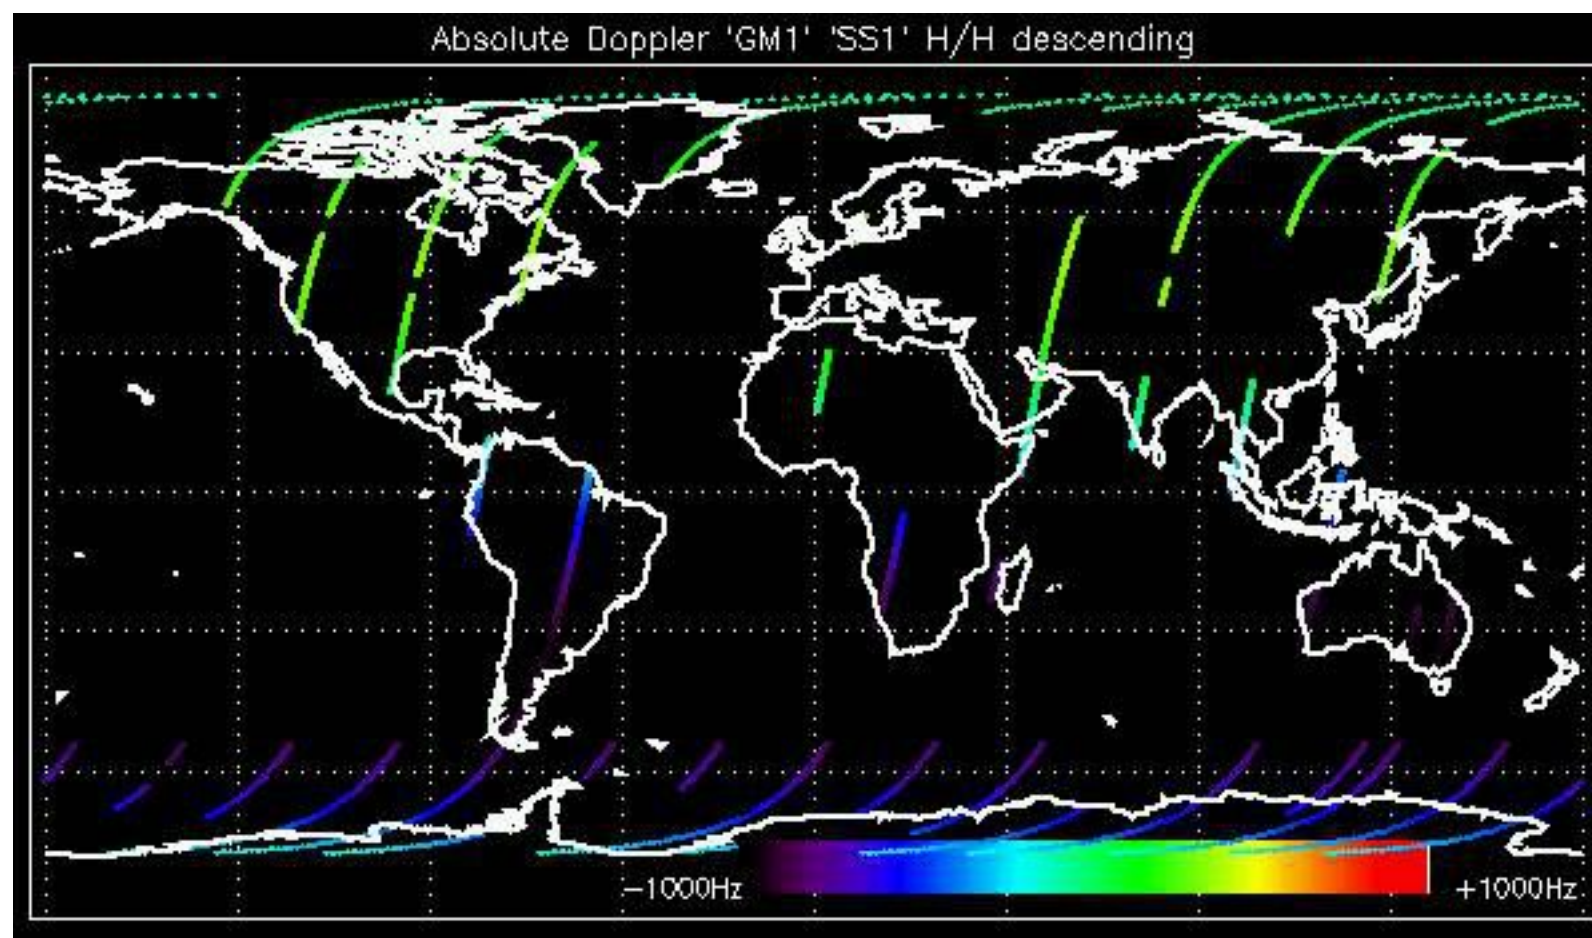 Absolute Doppler 'GM1' 'SS1' H/H descending
−1000Hz
+1000Hz